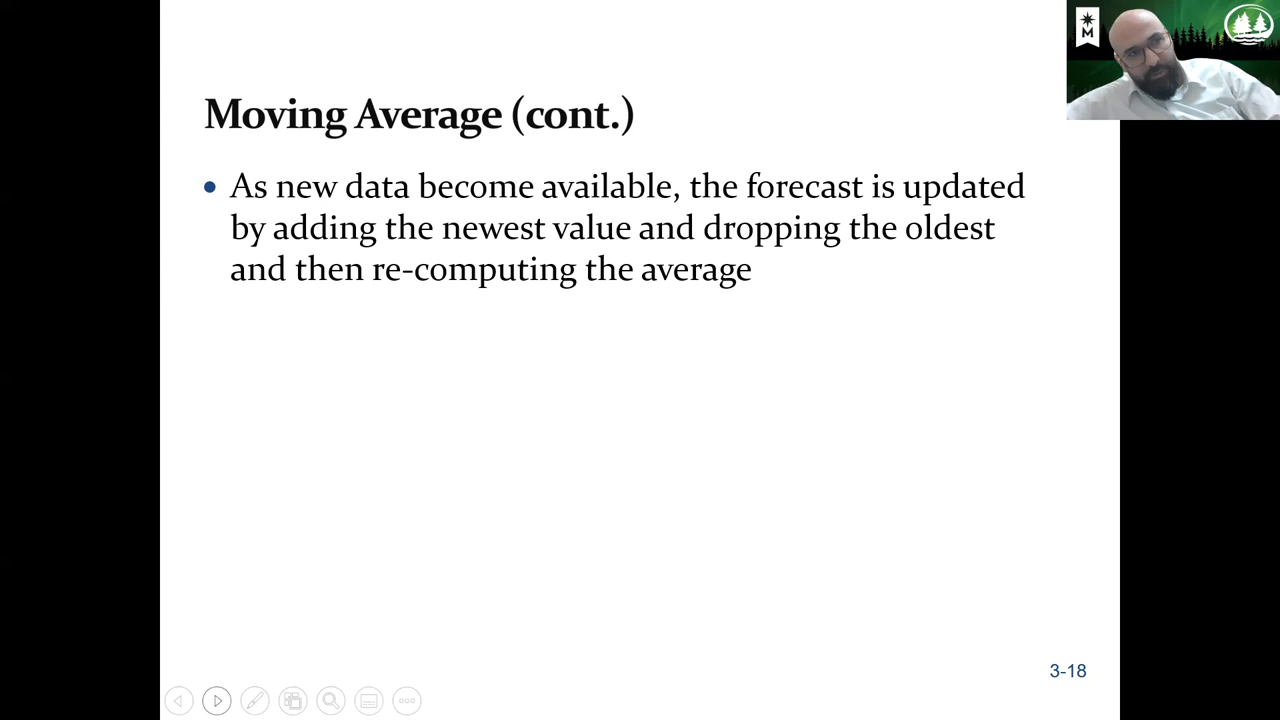 M
Moving Average (cont.)
• As new data become available, the forecast is updated
by adding the newest value and dropping the oldest
and then re-computing the average
3-18